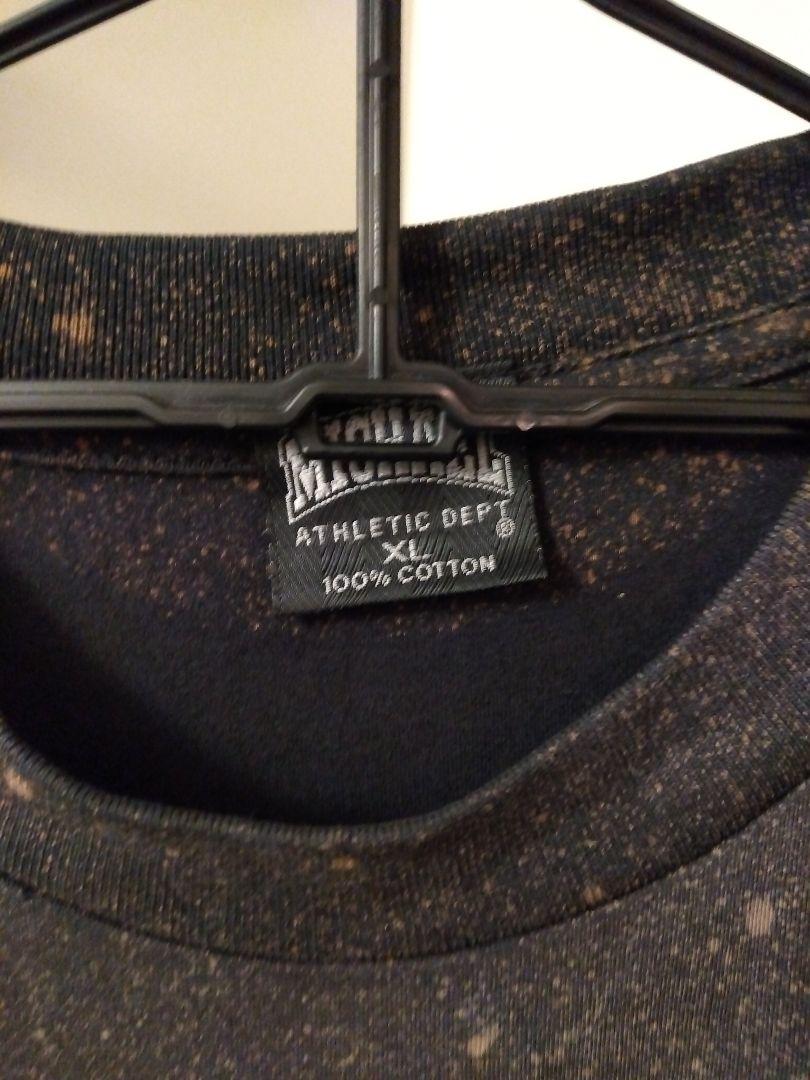 ATHLETIC DEPT ®
XL
100% COTTON